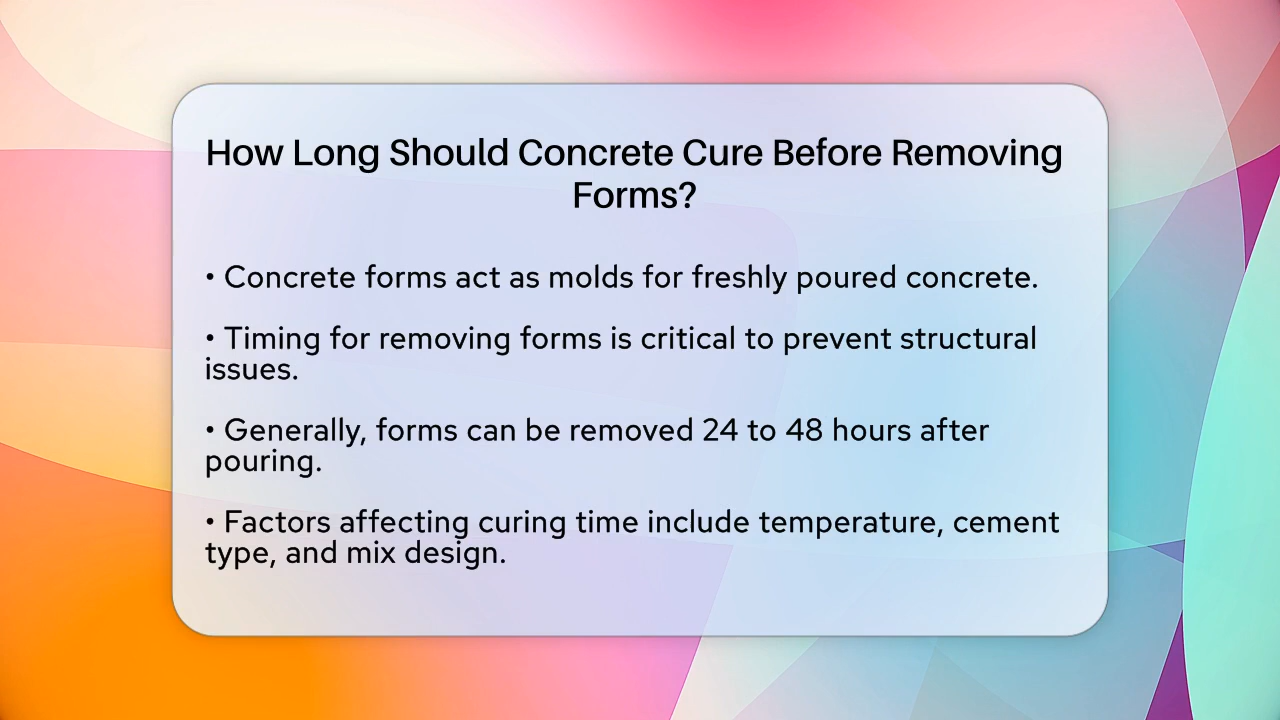 How Long Should Concrete Cure Before Removing
Forms?
• Concrete forms act as molds for freshly poured concrete.
• Timing for removing forms is critical to prevent structural
issues.
• Generally, forms can be removed 24 to 48 hours after
pouring.
• Factors affecting curing time include temperature, cement
type, and mix design.